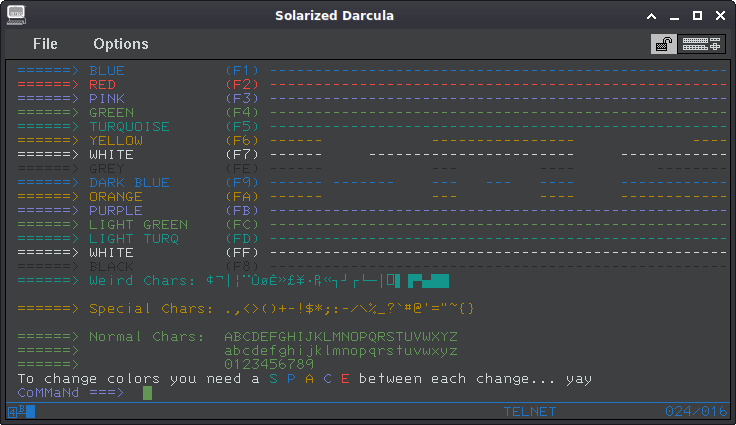 Solarized Darcula
File Options
======> BLUE (F1) -----------------------------------------------
======> RED (F2) -----------------------------------------------
======> PINK (F3) -----------------------------------------------
======> GREEN (F4) -----------------------------------------------
======> TURQUOISE (F5) -----------------------------------------------
======> YELLOW (F6) ------ ---------------- ----
======> WHITE (F7) ------ ---------------------- ------------
======> GREY (FE) --- ---
======> DARK BLUE (F9) ------ ------- --- --- ---- ------------
======> ORANGE (FA) ------ --- --- ------------
======> PURPLE (FB) -----------------------------------------------
======> LIGHT GREEN (FC) -----------------------------------------------
======> LIGHT TURQ (FD) -----------------------------------------------
======> WHITE (FF) -----------------------------------------------
======> BLACK (F8) -----------------------------------------------
======> Weird Chars:
======> Special Chars: .,<>()+-!$*;:-/\%_?`#@'="~{}
======> Normal Chars: ABCDEFGHIJKLMNOPQRSTUVWXYZ
======> abcdefghijklmnopqrstuvwxyz
======> 0123456789
To change colors you need a S P A C E between each change... yay
CoMMaNd ===>
4B TELNET 024/016